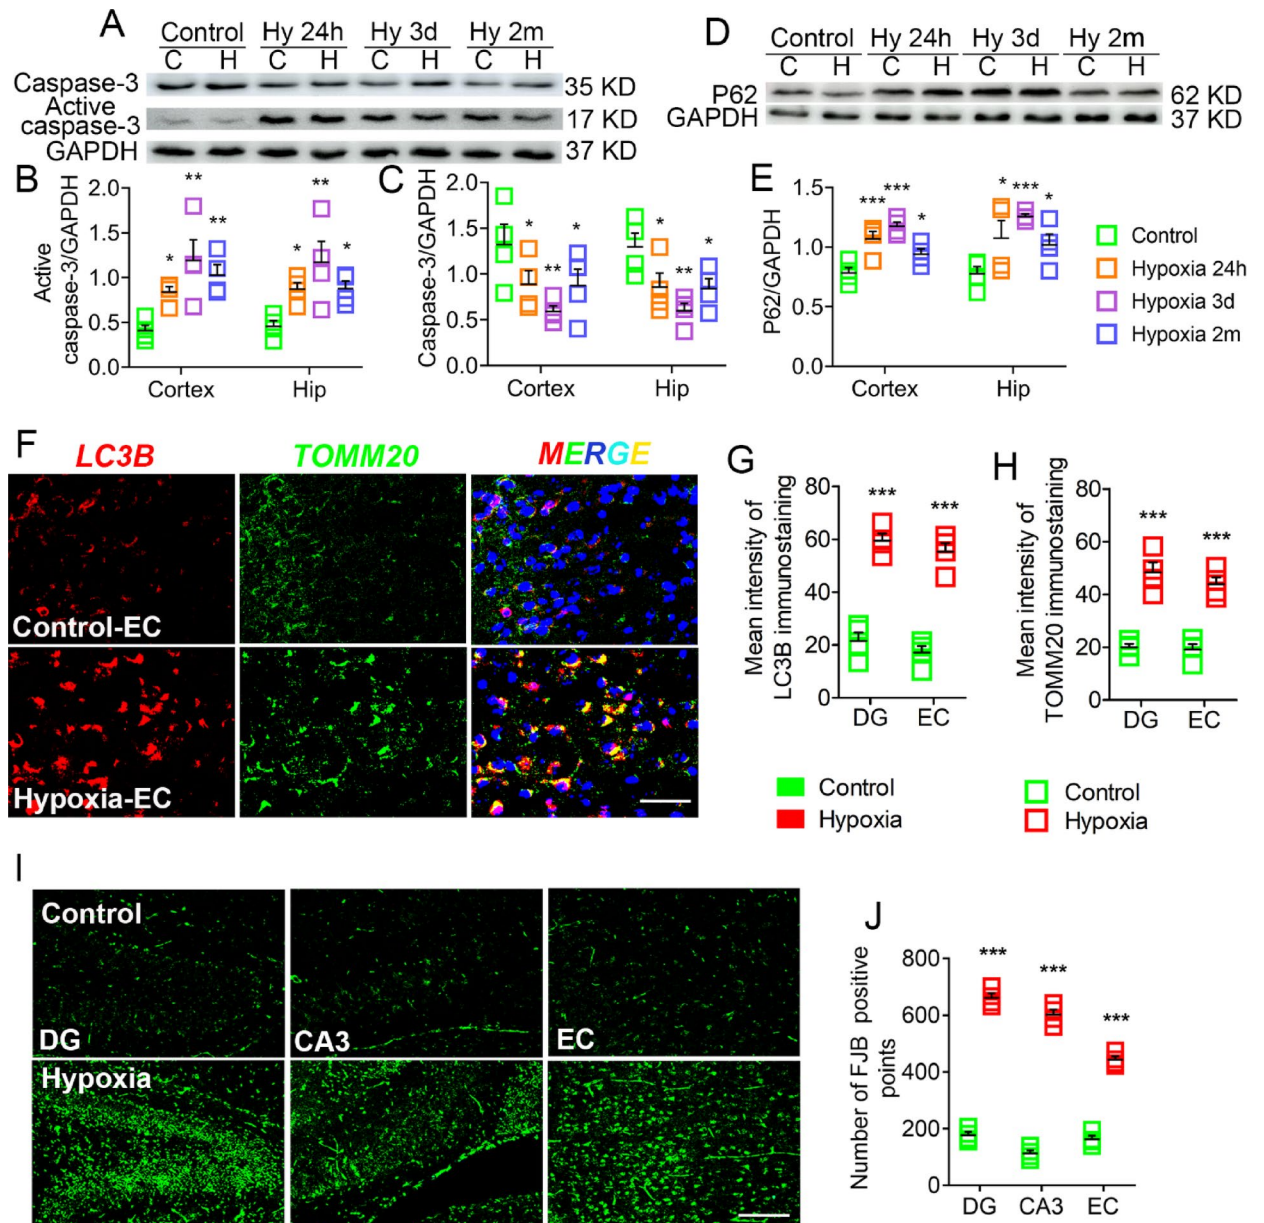 A
Control Hy 24h Hy 3d Hy 2m
C H C H C H C H
Caspase-3 35 KD
Active
caspase-3 17 KD
GAPDH 37 KD
D
Control Hy 24h Hy 3d Hy 2m
C H C H C H C H
P62 62 KD
GAPDH 37 KD
B
Active
caspase-3/GAPDH
2.0
1.5
1.0
0.5
0.0
* ** ** * ** *
Cortex Hip
C
Caspase-3/GAPDH
2.0
1.5
1.0
0.5
0.0
* ** * * ** *
Cortex Hip
E
P62/GAPDH
1.5
1.0
0.5
0.0
*** *** * * *** *
Cortex Hip
Control
Hypoxia 24h
Hypoxia 3d
Hypoxia 2m
F
LC3B TOMM20 MERGE
Control-EC
Hypoxia-EC
G
Mean intensity of
LC3B immunostaining
80
60
40
20
0
*** ***
DG EC
H
Mean intensity of
TOMM20 immunostaining
80
60
40
20
0
*** ***
DG EC
Control
Hypoxia
Control
Hypoxia
I
Control
DG CA3 EC
Hypoxia
J
Number of FJB positive
points
800
600
400
200
0
*** *** ***
DG CA3 EC